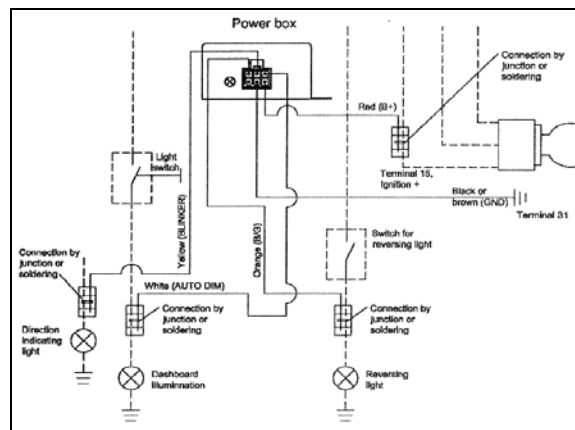 Power box
Connection by
junction or
soldering
Red (B+)
Terminal 15,
Ignition +
Black or
brown (GND)
Terminal 31
Light
switch
Yellow (BLINKER)
Orange (B/G)
Switch for
reversing light
Connection by
junction or
soldering
White (AUTO DIM)
Connection by
junction or
soldering
Connection by
junction or
soldering
Direction
indicating
light
Dashboard
illumination
Reversing
light